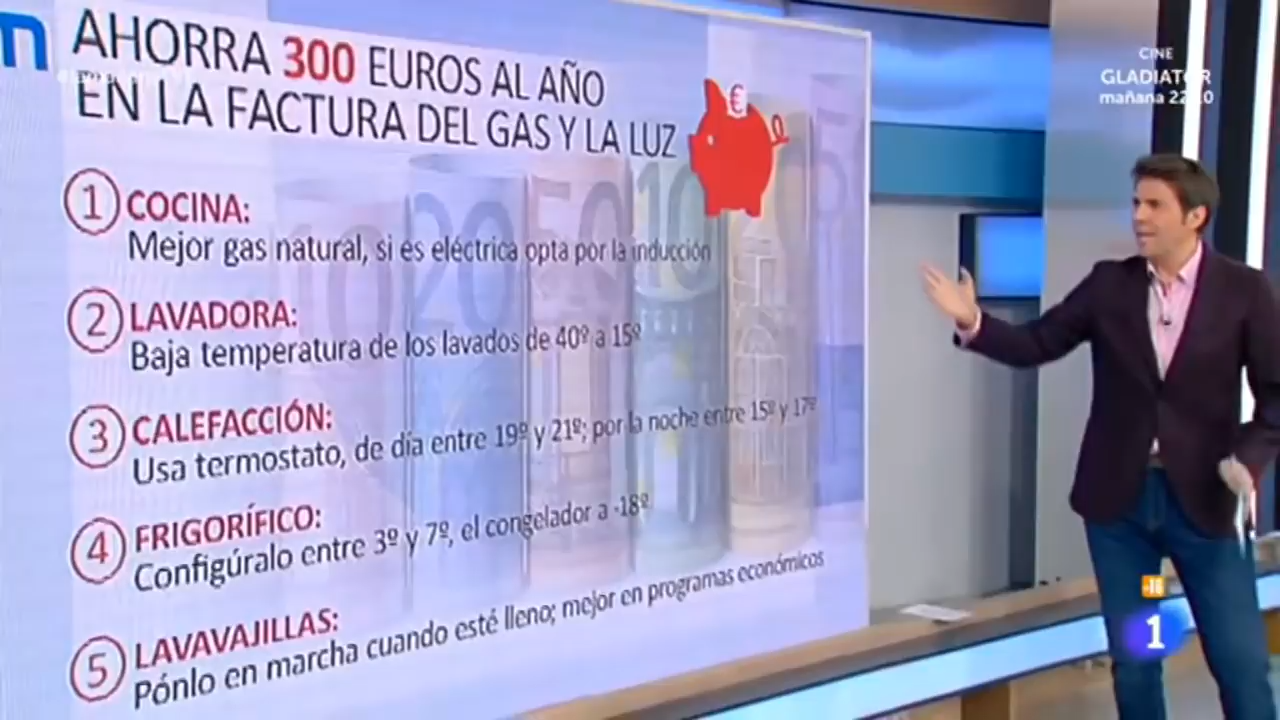 m
AHORRA 300 EUROS AL AÑO
EN LA FACTURA DEL GAS Y LA LUZ
€
1 COCINA:
Mejor gas natural, si es eléctrica opta por la inducción
2 LAVADORA:
Baja temperatura de los lavados de 40º a 15º
3 CALEFACCIÓN:
Usa termostato, de día entre 19º y 21º; por la noche entre 15º y 17º
4 FRIGORÍFICO:
Configúralo entre 3º y 7º, el congelador a -18º
5 LAVAVAJILLAS:
Pónlo en marcha cuando esté lleno; mejor en programas económicos
10
20
50
CINE
GLADIATOR
mañana 22:10
-16
1